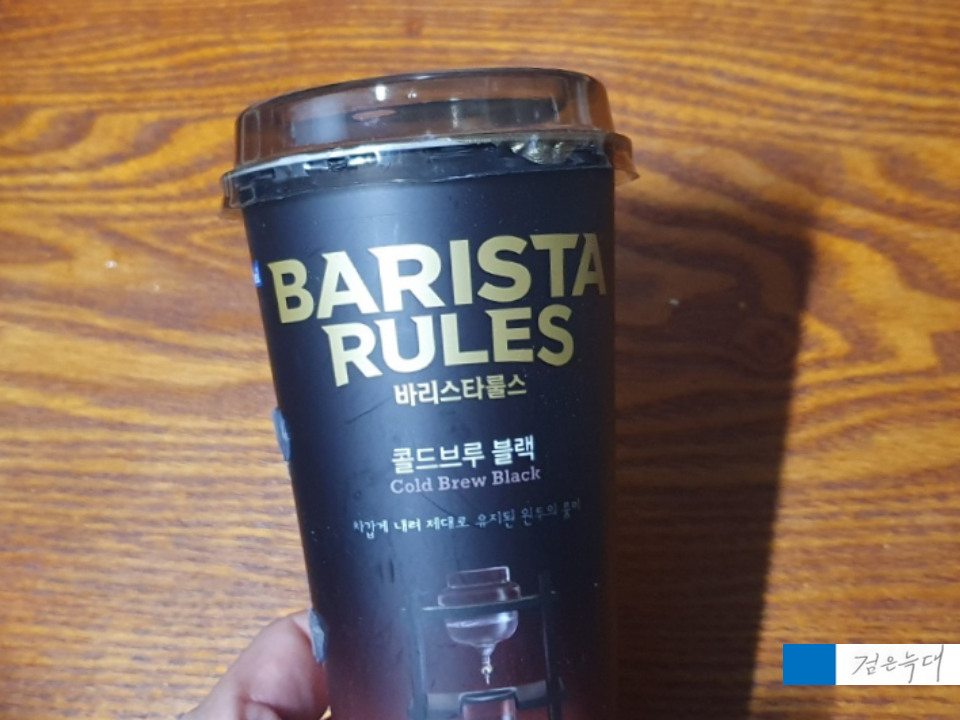 BARISTA
RULES
바리스타룰스
콜드브루 블랙
Cold Brew Black
차갑게 내려 제대로 유지된 원두의 풍미
검은늑대